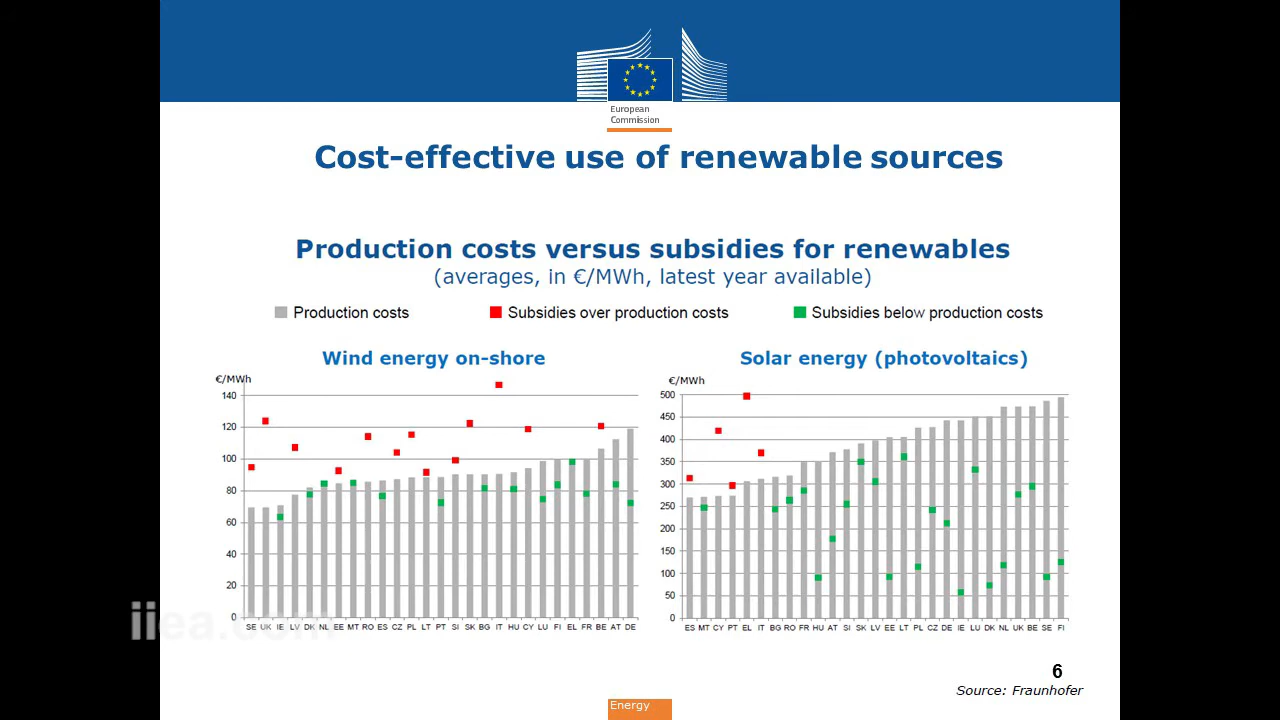 European
Commission
Cost-effective use of renewable sources
Production costs versus subsidies for renewables
(averages, in €/MWh, latest year available)
Production costs
Subsidies over production costs
Subsidies below production costs
Wind energy on-shore
€/MWh
140
120
100
80
60
40
20
0
SE UK IE LV DK NL EE MT RO ES CZ PL LT PT SI SK BG IT HU CY LU FI EL FR BE AT DE
Solar energy (photovoltaics)
€/MWh
500
450
400
350
300
250
200
150
100
50
0
ES MT CY PT EL IT BG RO FR HU AT SI SK LV EE LT PL CZ DE IE LU DK NL UK BE SE FI
iiea.com
6
Source: Fraunhofer
Energy